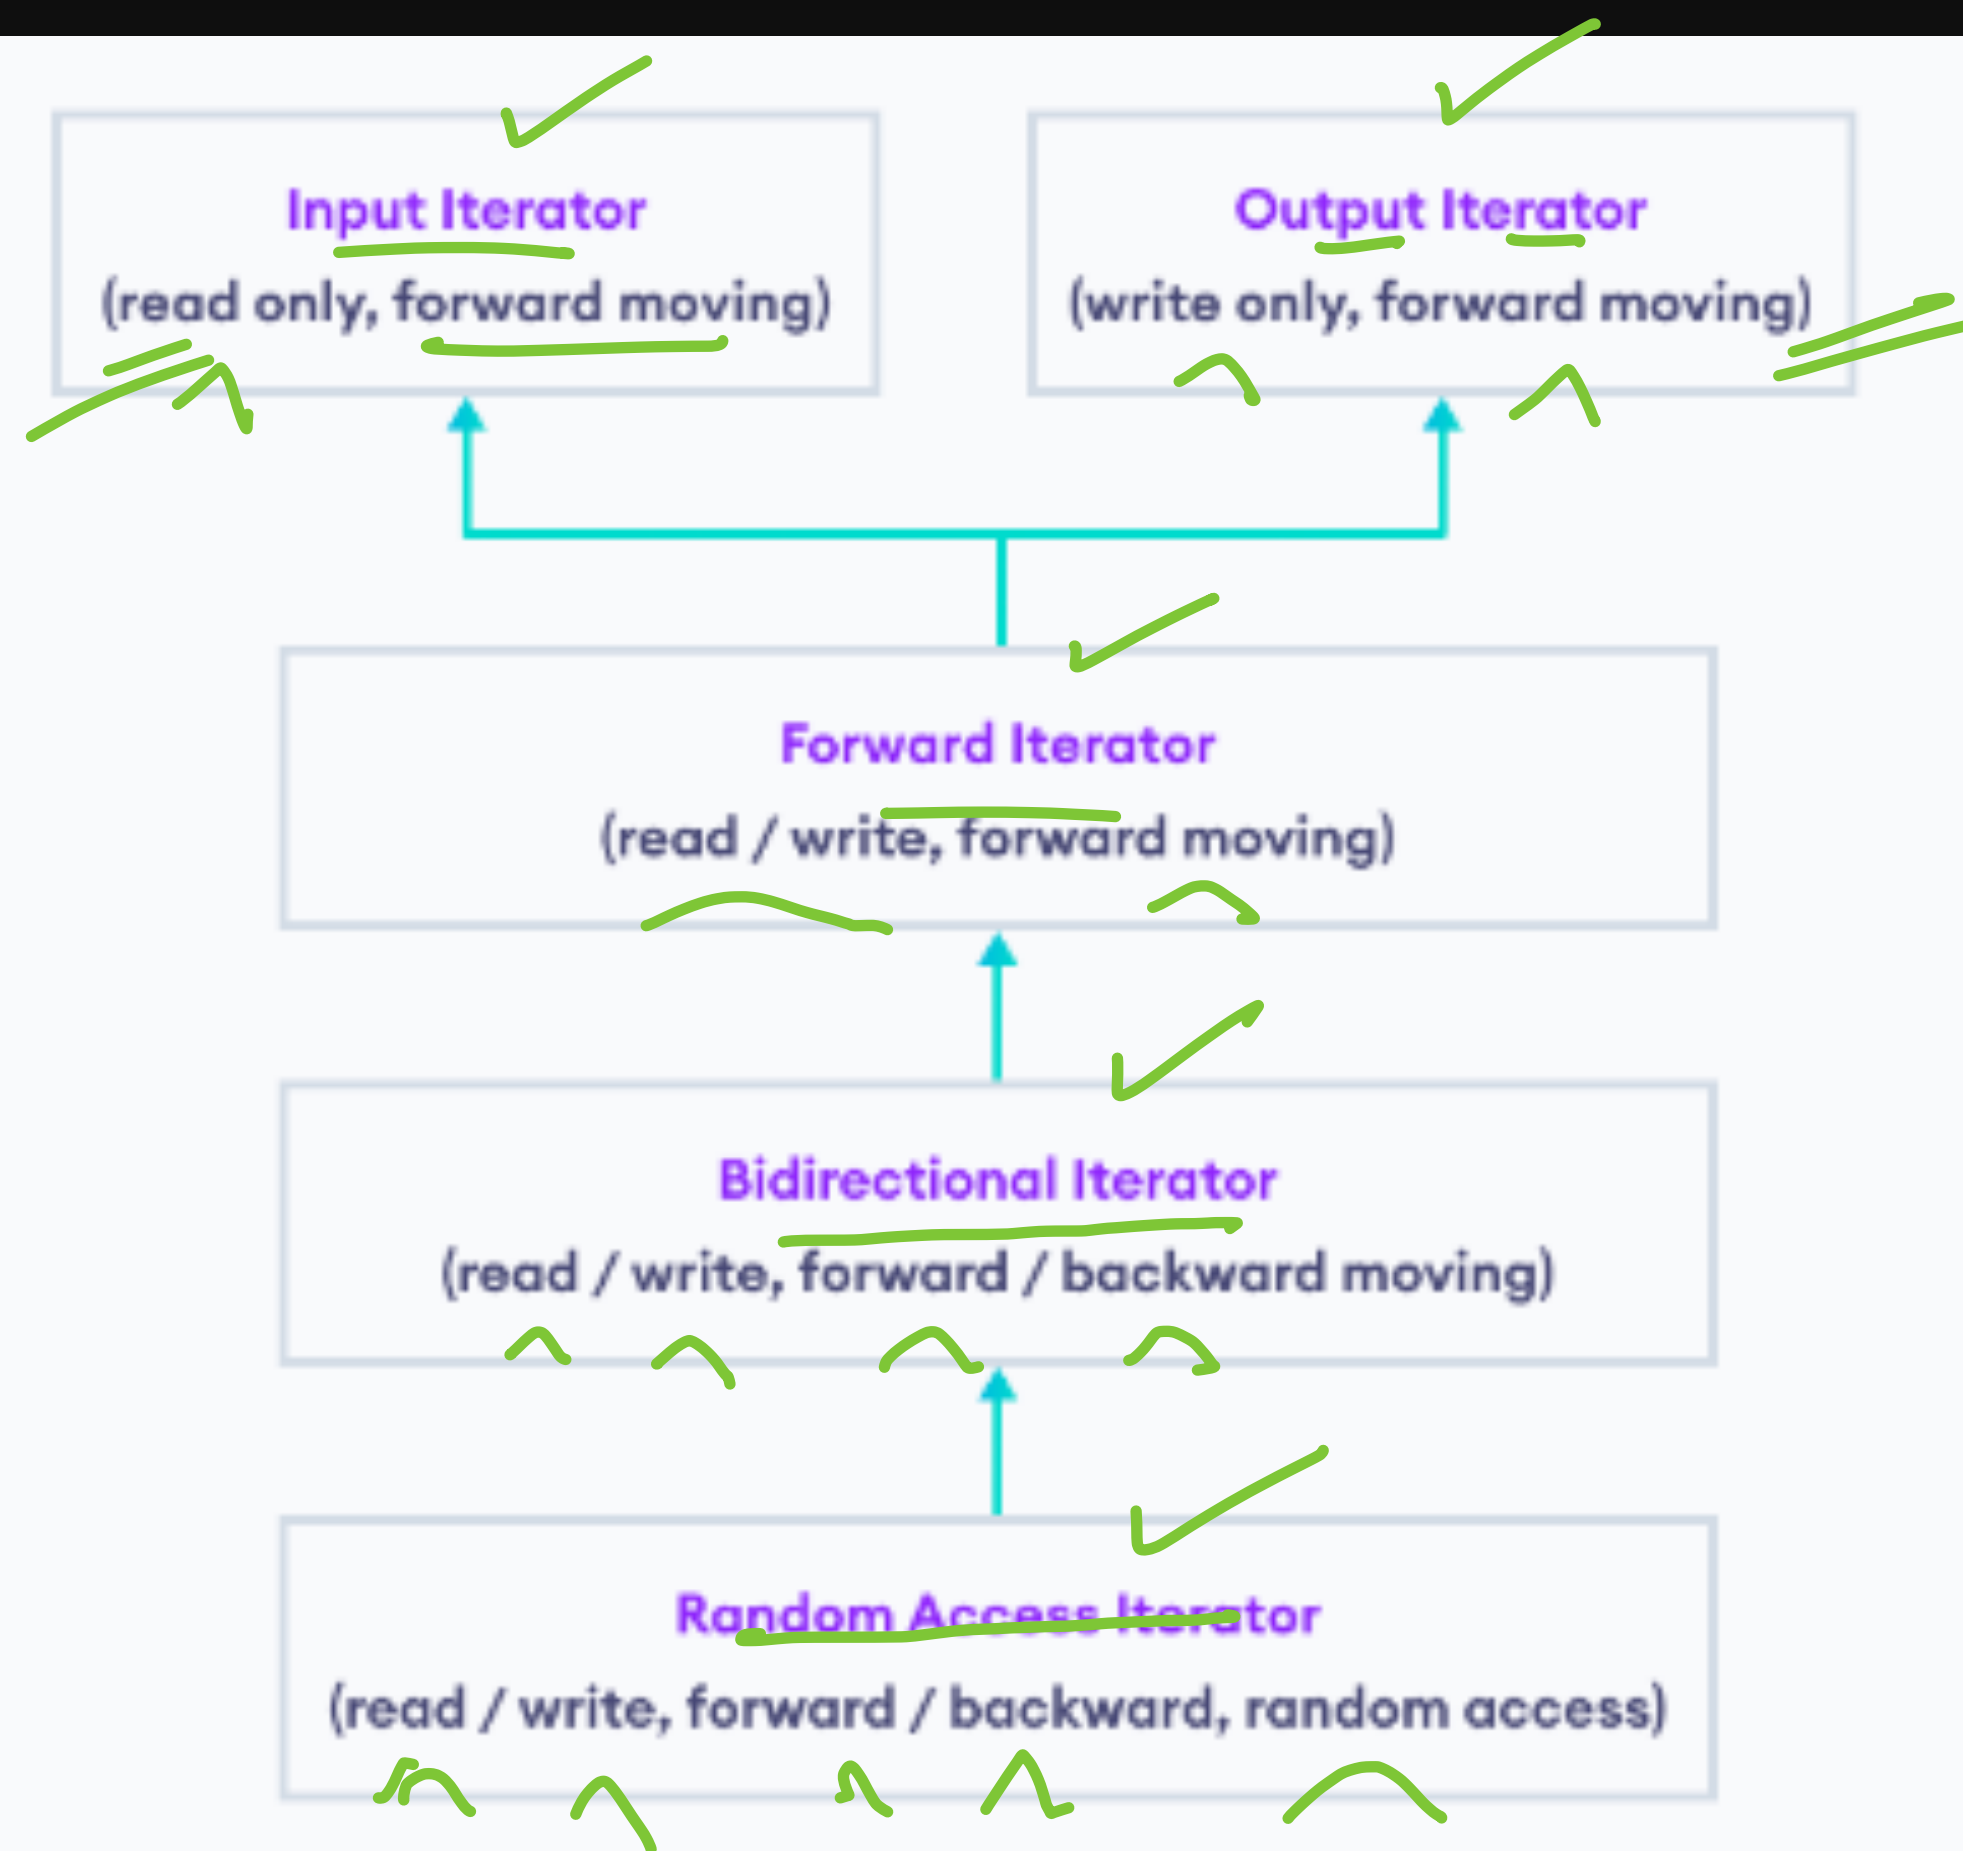 Input Iterator
(read only, forward moving)
Output Iterator
(write only, forward moving)
Forward Iterator
(read / write, forward moving)
Bidirectional Iterator
(read / write, forward / backward moving)
Random Access Iterator
(read / write, forward / backward, random access)